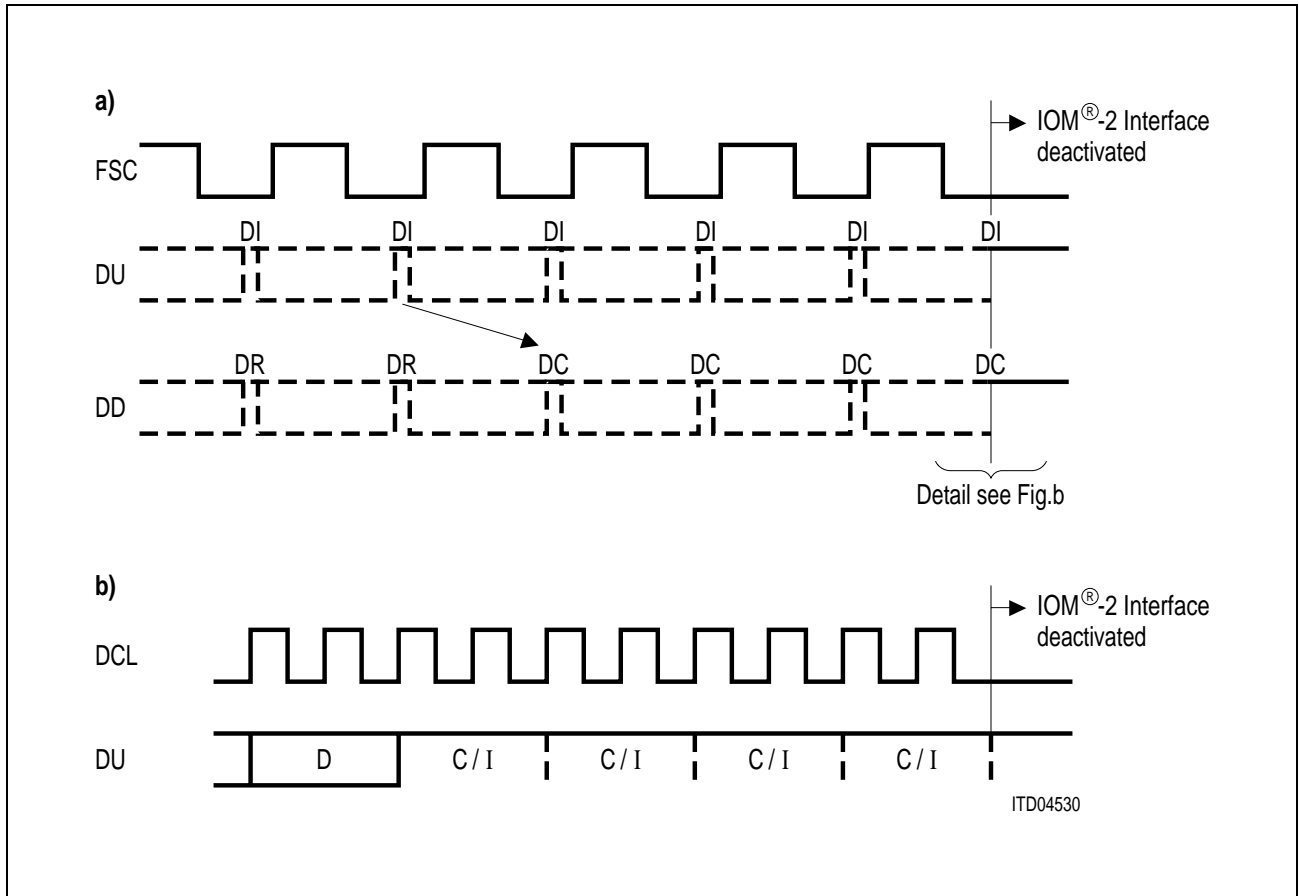 a)
IOM®-2 Interface
deactivated
FSC
DI DI DI DI DI DI
DU
DR DR DC DC DC DC
DD
Detail see Fig.b
b)
IOM®-2 Interface
deactivated
DCL
DU D C / I C / I C / I C / I
ITD04530